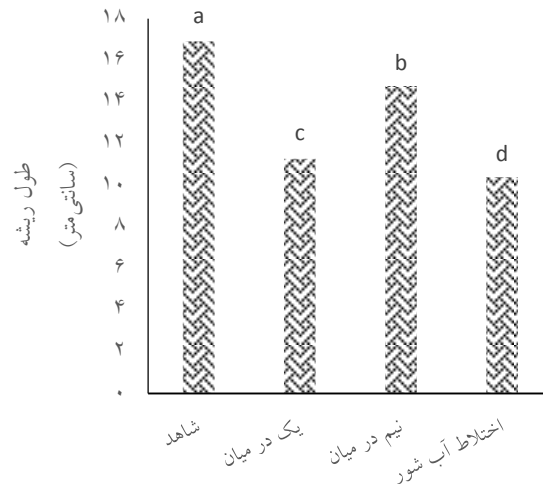 ۱۸
۱۶
۱۴
۱۲
۱۰
۸
۶
۴
۲
۰
طول ریشه
(سانتی‌متر)
a
c
b
d
شاهد
یک در میان
نیم در میان
اختلاط آب شور